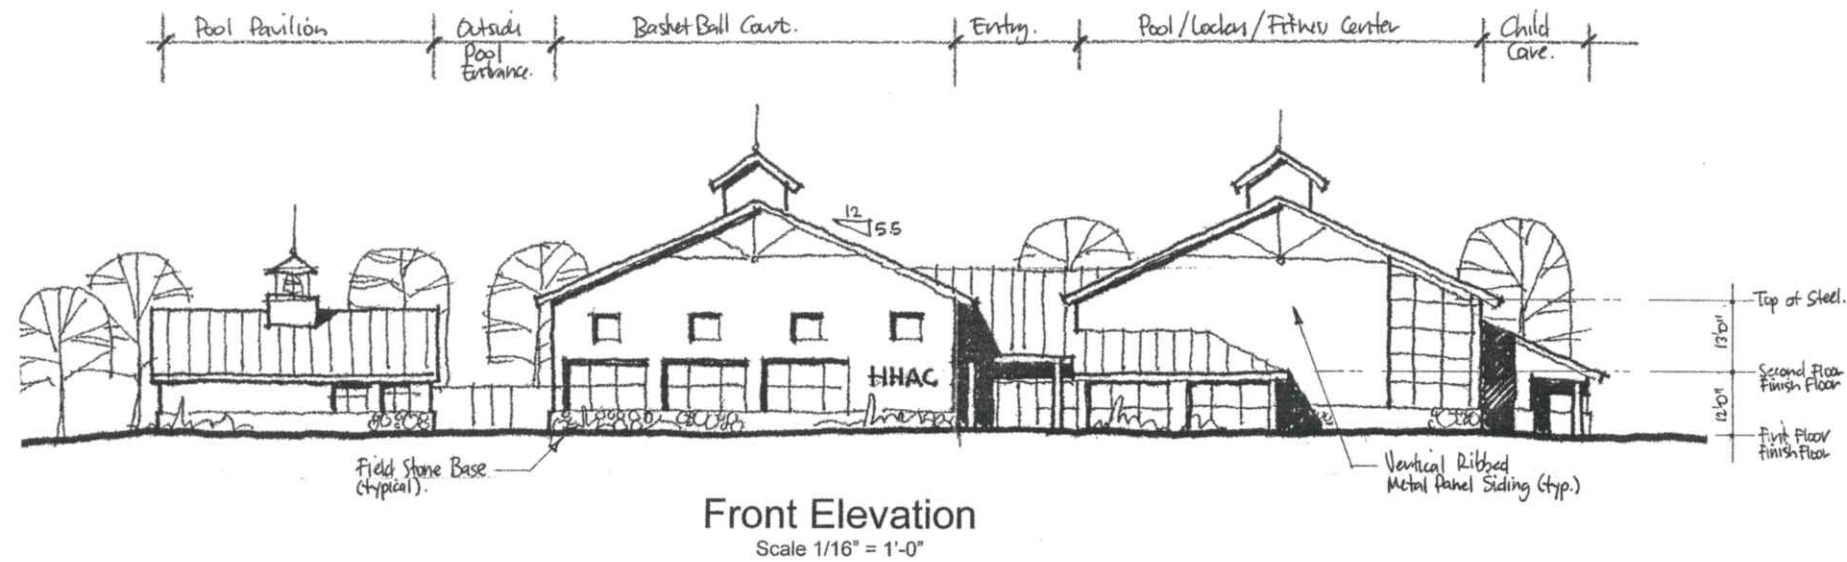 Pool Pavilion
Outside
Pool
Entrance.
Basket Ball Court.
Entry.
Pool/Lockers/Fitness Center
Child
Care.
12
5.5
HHAC
Top of Steel.
13'0"
Second Floor
Finish Floor
12'0"
First Floor
Finish Floor
Field Stone Base
(typical).
Vertical Ribbed
Metal Panel Siding (typ.)
Front Elevation
Scale 1/16" = 1'-0"